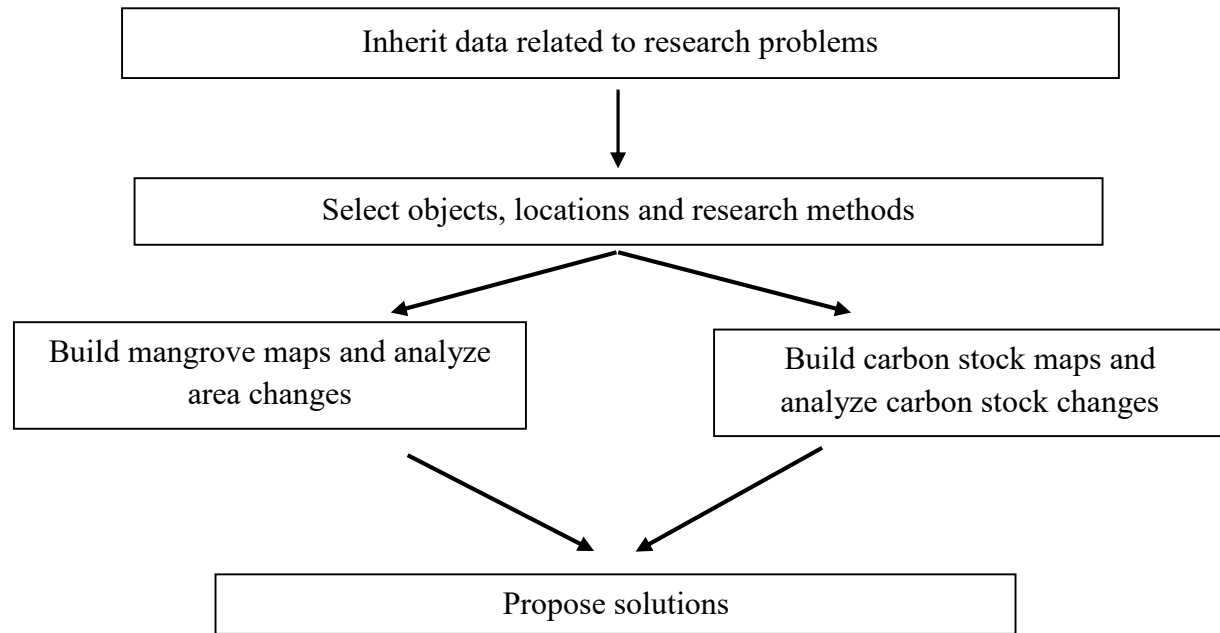 Inherit data related to research problems
Select objects, locations and research methods
Build mangrove maps and analyze
area changes
Build carbon stock maps and
analyze carbon stock changes
Propose solutions